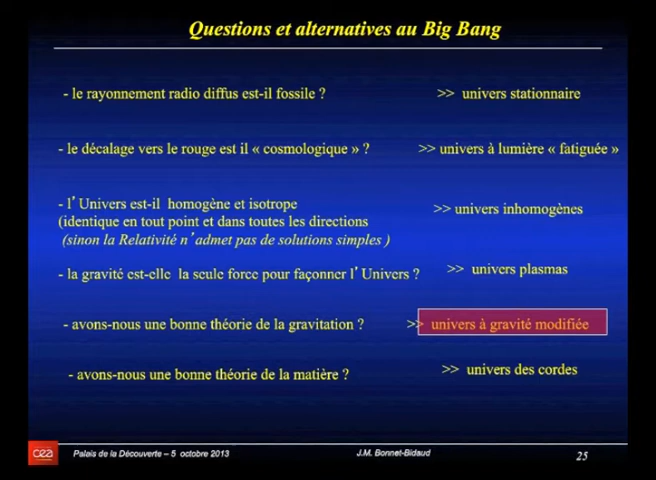 Questions et alternatives au Big Bang
- le rayonnement radio diffus est-il fossile ? >> univers stationnaire
- le décalage vers le rouge est il « cosmologique » ? >> univers à lumière « fatiguée »
- l’Univers est-il homogène et isotrope
(identique en tout point et dans toutes les directions >> univers inhomogènes
(sinon la Relativité n’admet pas de solutions simples )
- la gravité est-elle la seule force pour façonner l’Univers ? >> univers plasmas
- avons-nous une bonne théorie de la gravitation ? >> univers à gravité modifiée
- avons-nous une bonne théorie de la matière ? >> univers des cordes
cea Palais de la Découverte – 5 octobre 2013 J.M. Bonnet-Bidaud 25